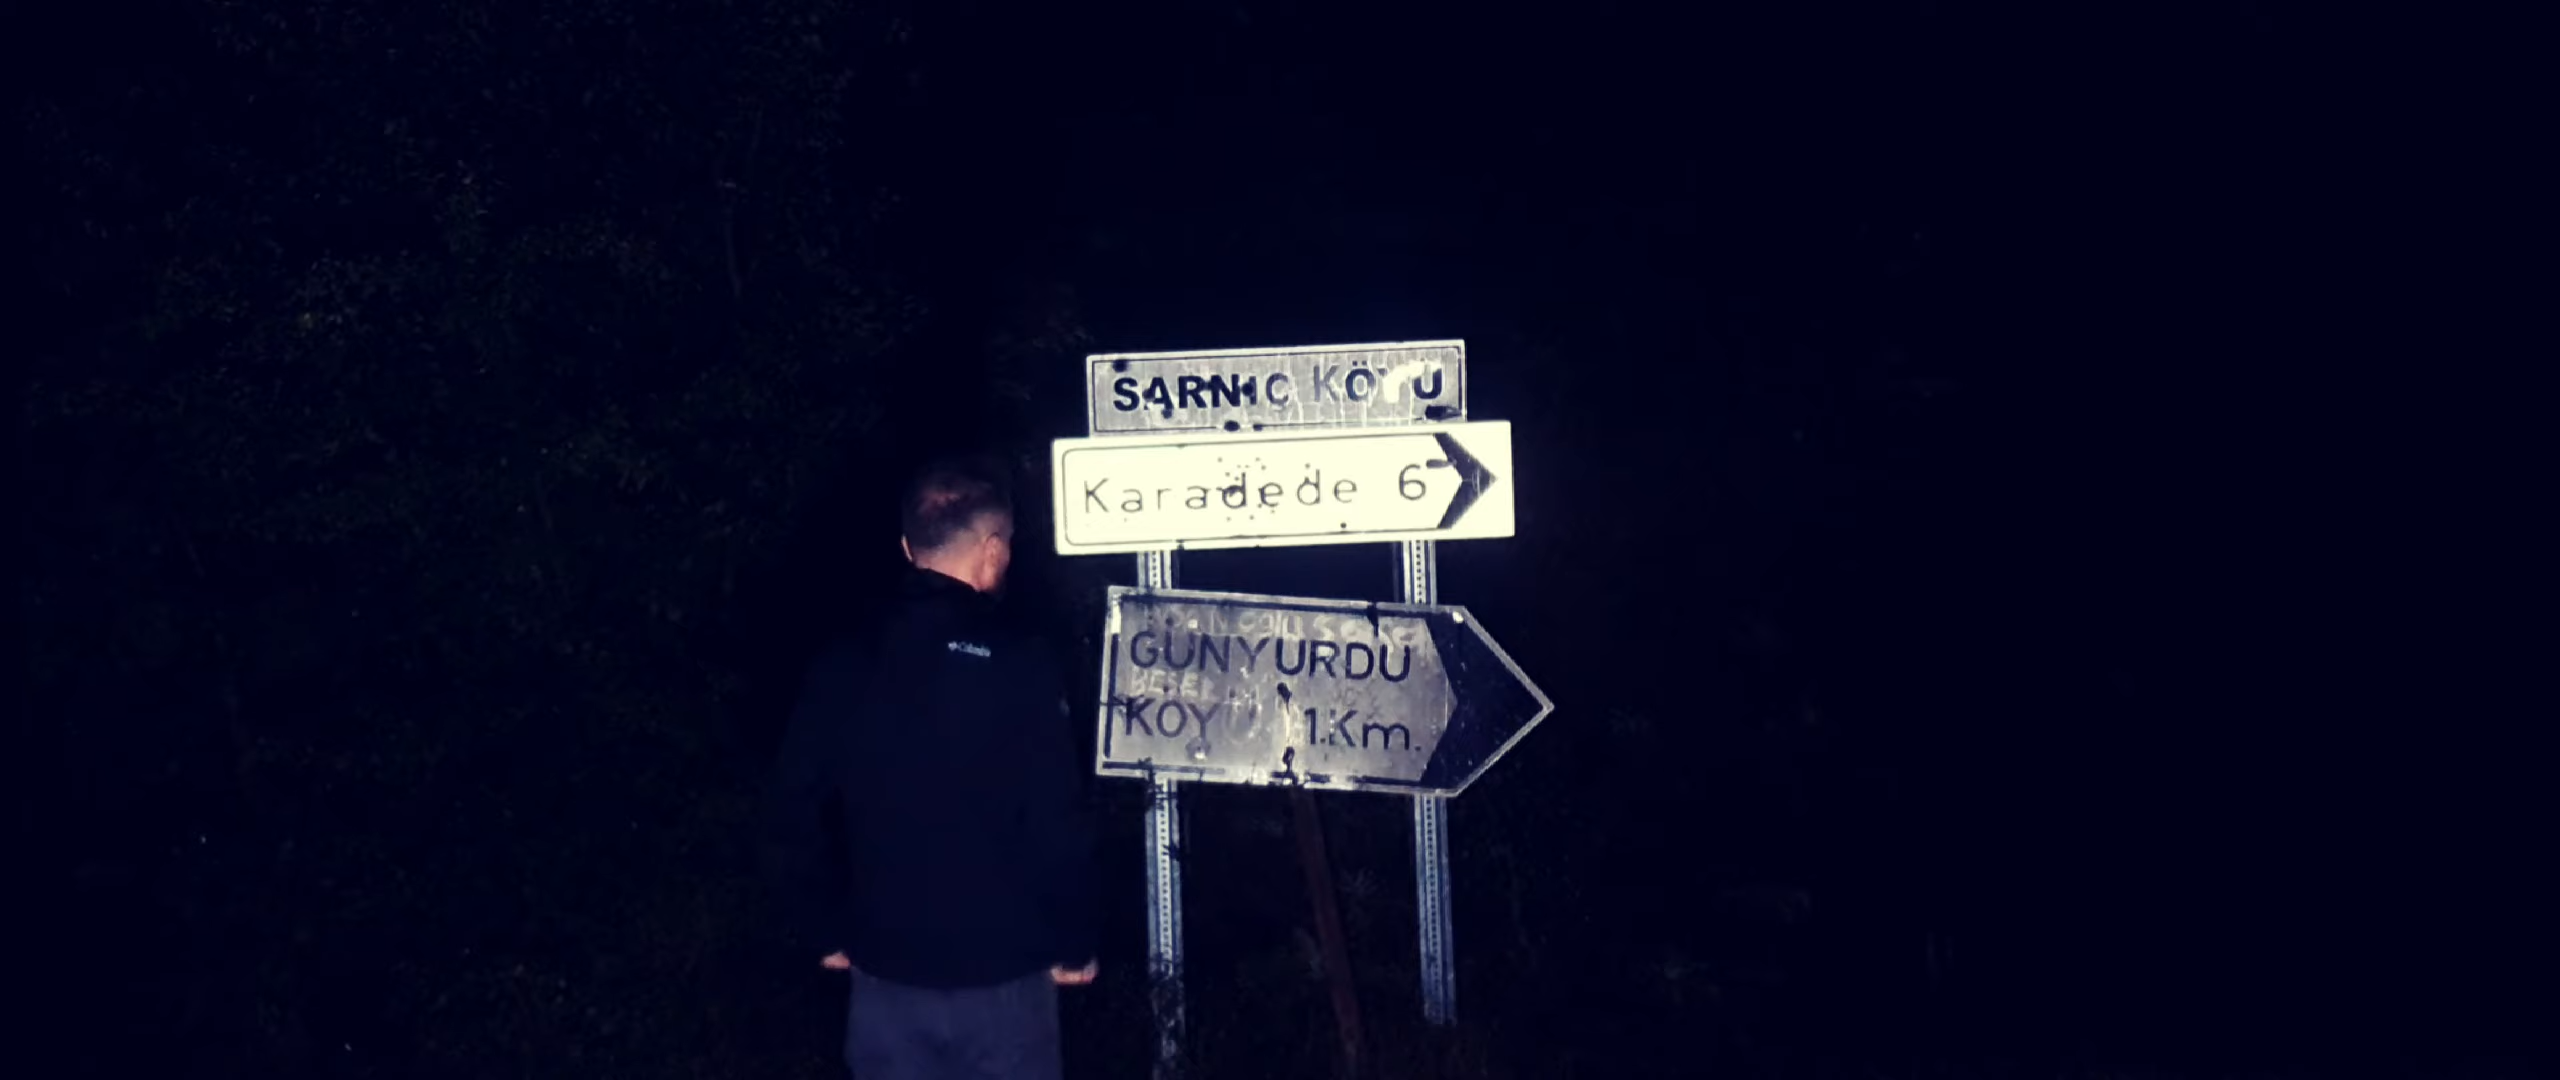 SARNIÇ KÖYÜ
Karadede 6
GÜNYURDU
KÖYÜ 1.Km.
Columbia